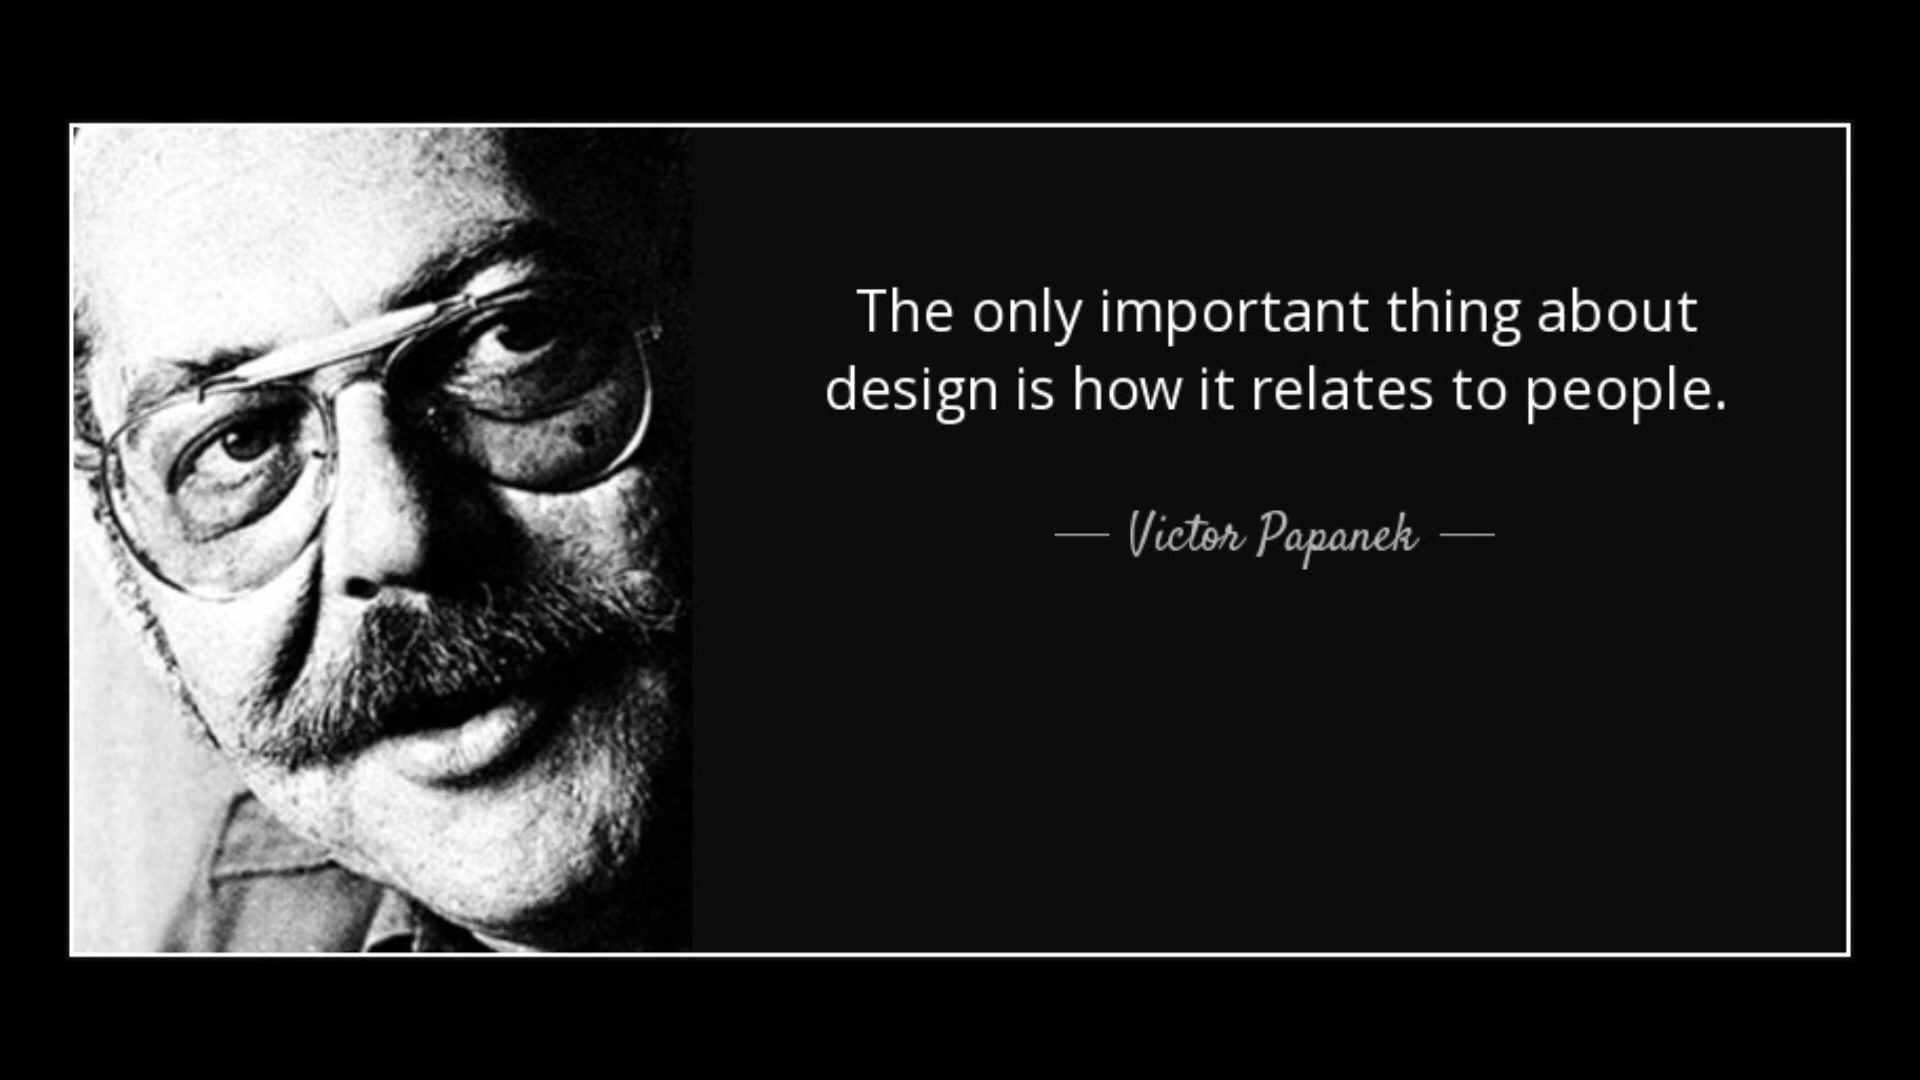 The only important thing about
design is how it relates to people.
— Victor Papanek —